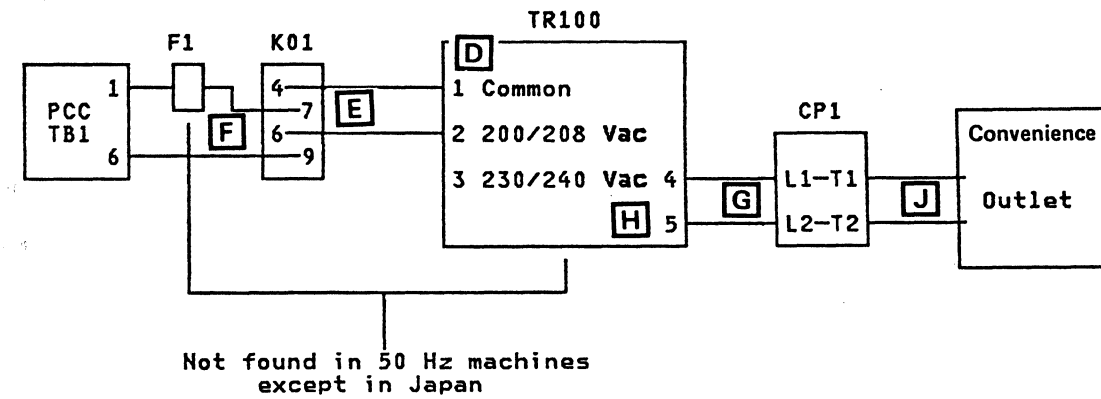 TR100
F1
K01
D
1
PCC
TB1
6
F
4
7
6
9
E
1 Common
2 200/208 Vac
3 230/240 Vac 4
H 5
G
CP1
L1—T1
L2—T2
J
Convenience
Outlet
Not found in 50 Hz machines
except in Japan